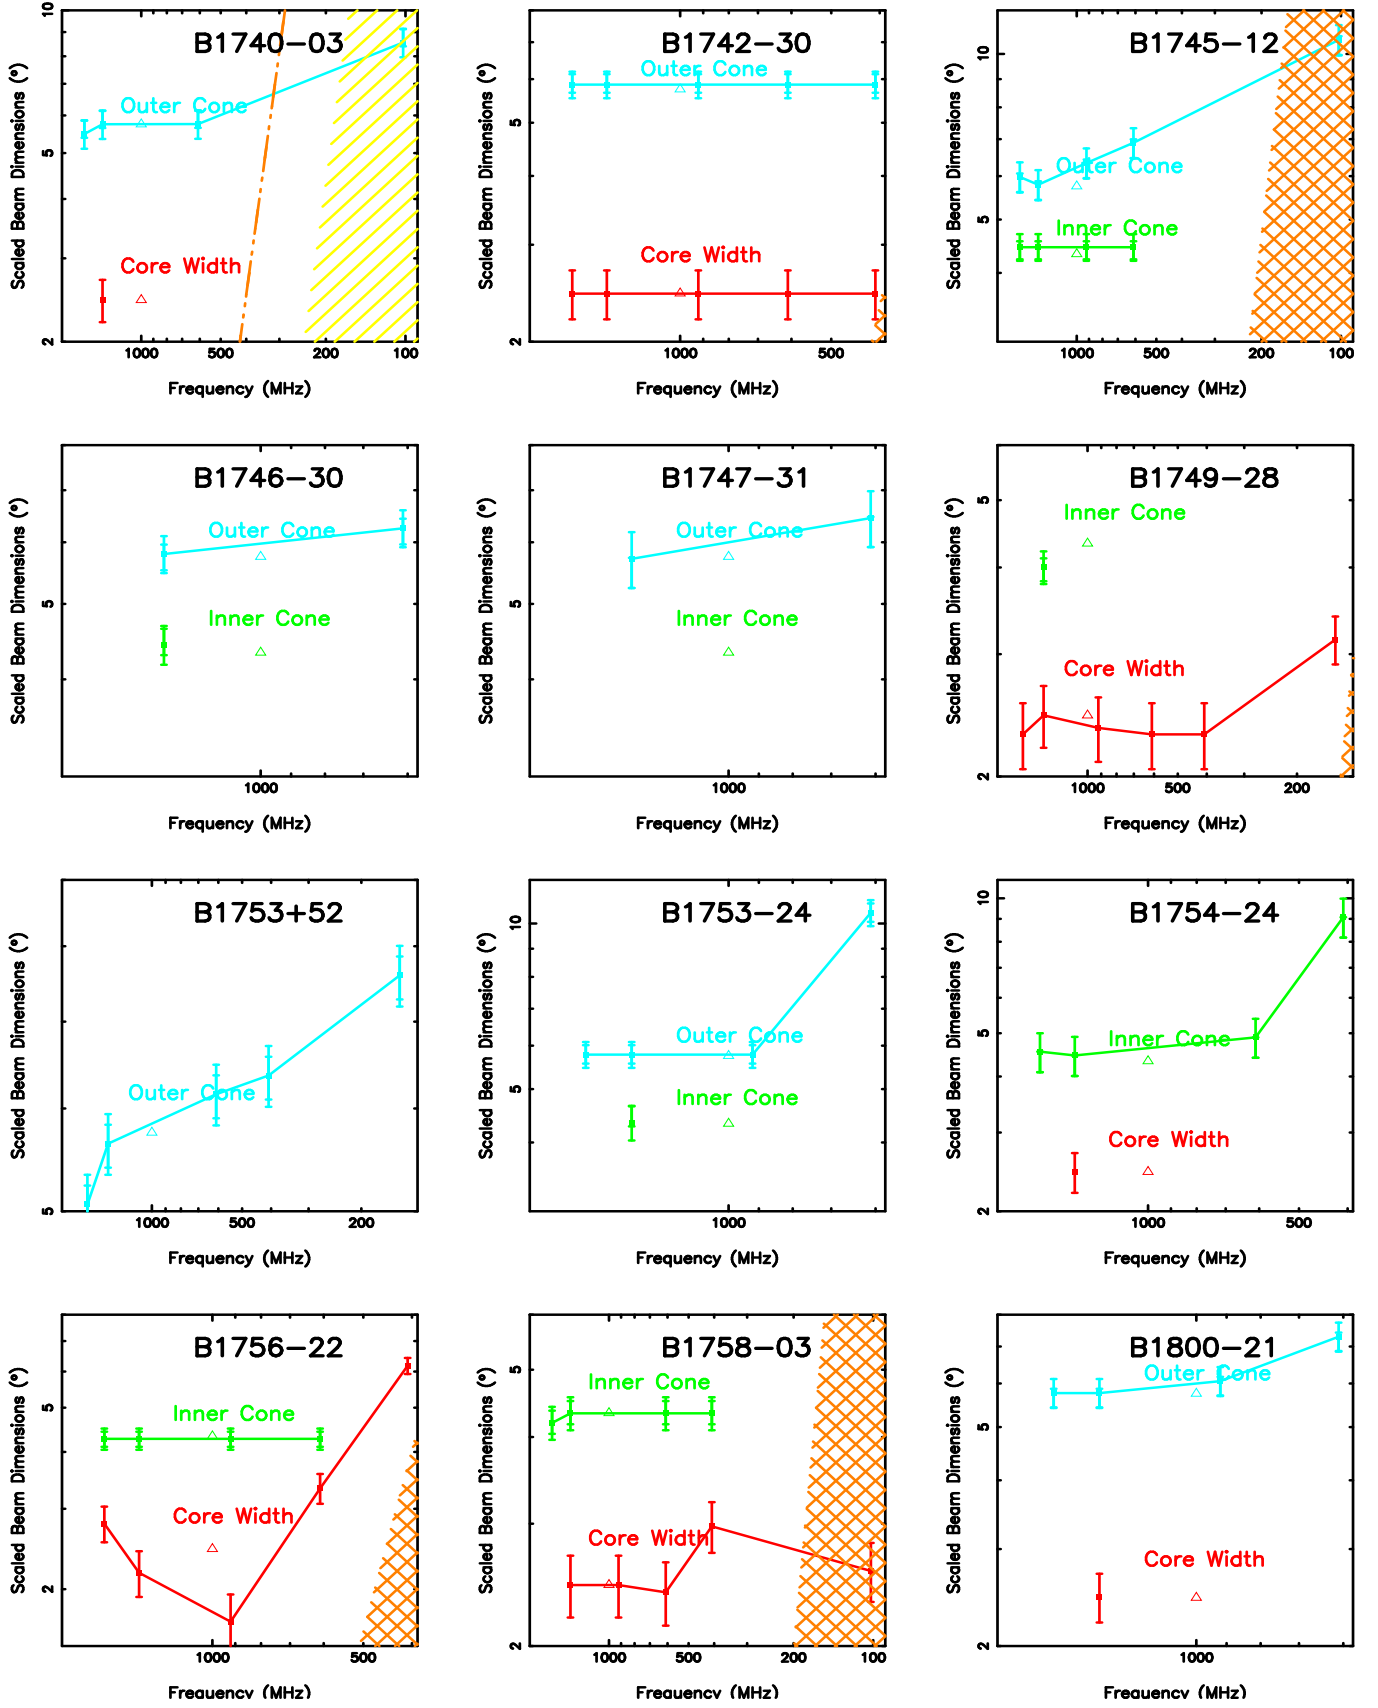 B1740-03
Outer Cone
Core Width
10
5
2
1000 500 200 100
Scaled Beam Dimensions (°)
Frequency (MHz)
B1742-30
Outer Cone
Core Width
5
2
1000 500
Scaled Beam Dimensions (°)
Frequency (MHz)
B1745-12
Outer Cone
Inner Cone
10
5
1000 500 200 100
Scaled Beam Dimensions (°)
Frequency (MHz)
B1746-30
Outer Cone
Inner Cone
5
1000
Scaled Beam Dimensions (°)
Frequency (MHz)
B1747-31
Outer Cone
Inner Cone
5
1000
Scaled Beam Dimensions (°)
Frequency (MHz)
B1749-28
Inner Cone
Core Width
5
2
1000 500 200
Scaled Beam Dimensions (°)
Frequency (MHz)
B1753+52
Outer Cone
5
1000 500 200
Scaled Beam Dimensions (°)
Frequency (MHz)
B1753-24
Outer Cone
Inner Cone
10
5
1000
Scaled Beam Dimensions (°)
Frequency (MHz)
B1754-24
Inner Cone
Core Width
10
5
2
1000 500
Scaled Beam Dimensions (°)
Frequency (MHz)
B1756-22
Inner Cone
Core Width
5
2
1000 500
Scaled Beam Dimensions (°)
Frequency (MHz)
B1758-03
Inner Cone
Core Width
5
2
1000 500 200 100
Scaled Beam Dimensions (°)
Frequency (MHz)
B1800-21
Outer Cone
Core Width
5
2
1000
Scaled Beam Dimensions (°)
Frequency (MHz)